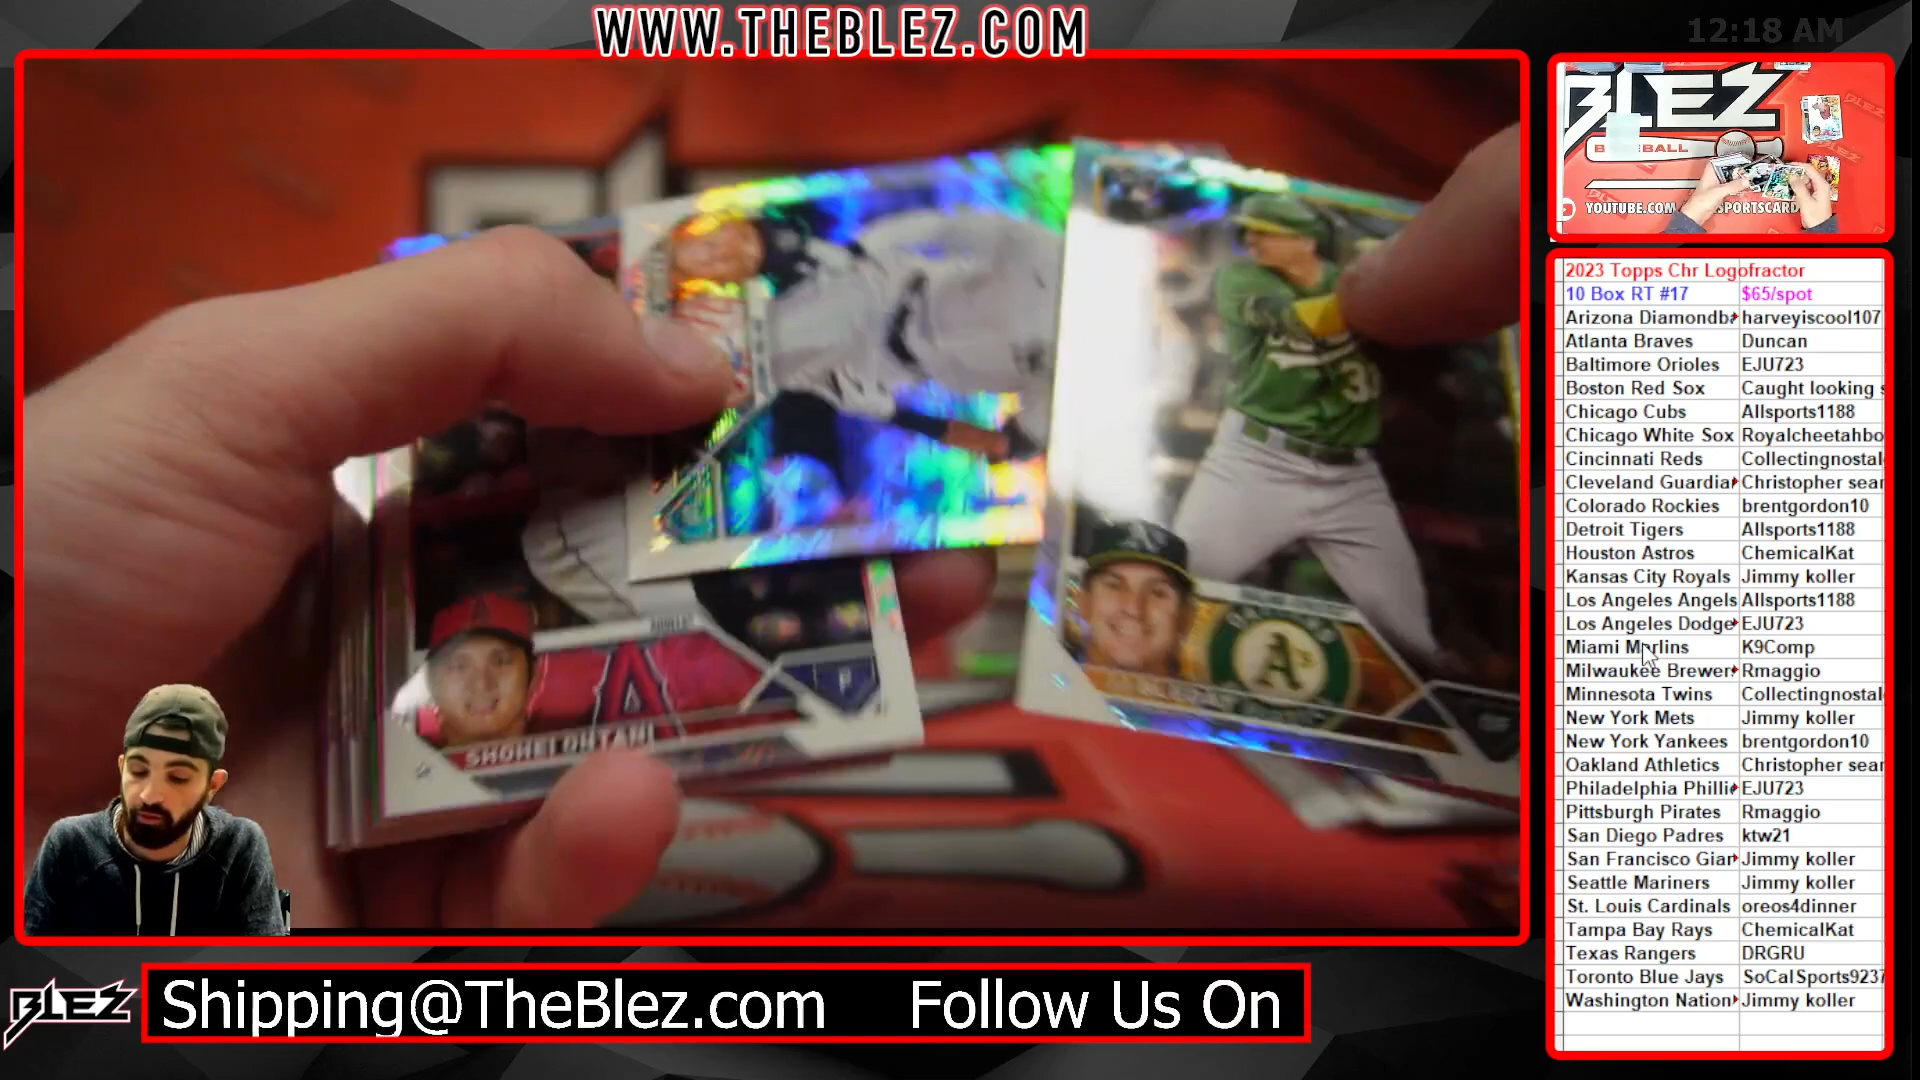 WWW.THEBLEZ.COM
12:18 AM
BLEZ
YOUTUBE.COM
2023 Topps Chr Logofractor
10 Box RT #17 $65/spot
Arizona Diamondba harveyiscool107
Atlanta Braves Duncan
Baltimore Orioles EJU723
Boston Red Sox Caught looking s
Chicago Cubs Allsports1188
Chicago White Sox Royalcheetahbo
Cincinnati Reds Collectingnostal
Cleveland Guardia Christopher sear
Colorado Rockies brentgordon10
Detroit Tigers Allsports1188
Houston Astros ChemicalKat
Kansas City Royals Jimmy koller
Los Angeles Angels Allsports1188
Los Angeles Dodge EJU723
Miami Marlins K9Comp
Milwaukee Brewer Rmaggio
Minnesota Twins Collectingnostal
New York Mets Jimmy koller
New York Yankees brentgordon10
Oakland Athletics Christopher sear
Philadelphia Phillie EJU723
Pittsburgh Pirates Rmaggio
San Diego Padres ktw21
San Francisco Gian Jimmy koller
Seattle Mariners Jimmy koller
St. Louis Cardinals oreos4dinner
Tampa Bay Rays ChemicalKat
Texas Rangers DRGRU
Toronto Blue Jays SoCalSports9237
Washington Nation Jimmy koller
SHOHEI OHTANI
A's
BLEZ
Shipping@TheBlez.com Follow Us On